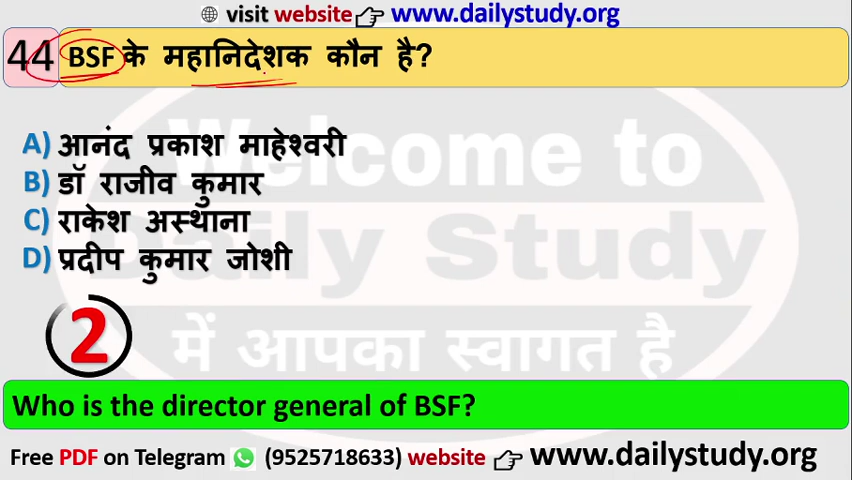 visit website www.dailystudy.org
44 BSF के महानिदेशक कौन है?
A) आनंद प्रकाश माहेश्वरी
B) डॉ राजीव कुमार
C) राकेश अस्थाना
D) प्रदीप कुमार जोशी
Welcome to
Daily Study
में आपका स्वागत है
2
Who is the director general of BSF?
Free PDF on Telegram (9525718633) website www.dailystudy.org